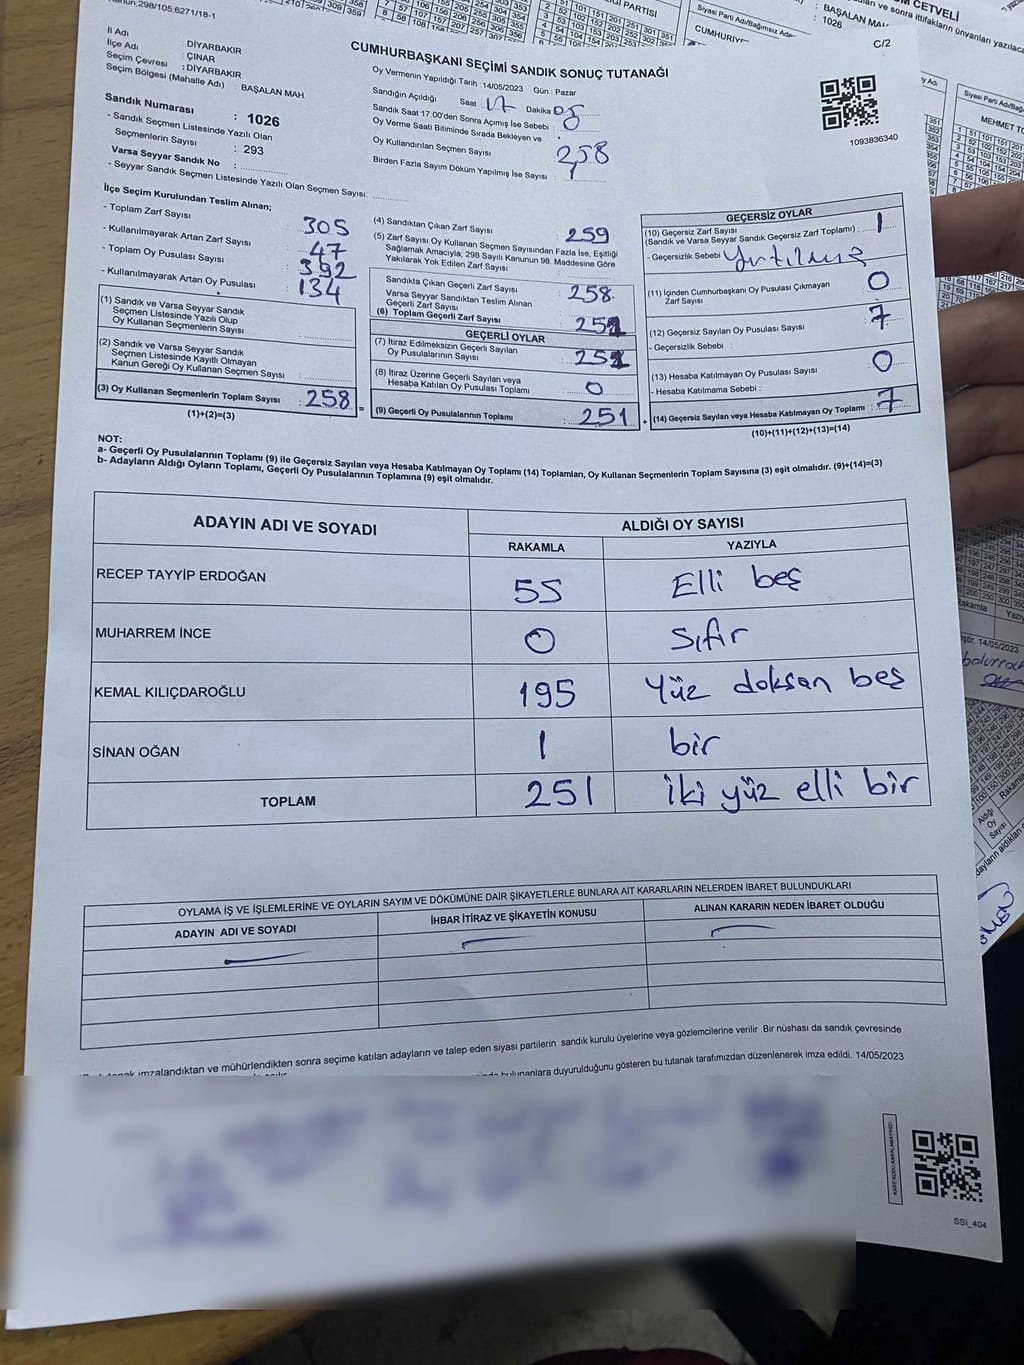 298/105,6271/18-1
C/2
CUMHURBAŞKANI SEÇİMİ SANDIK SONUÇ TUTANAĞI
İl Adı : DİYARBAKIR
İlçe Adı : ÇINAR
Seçim Çevresi : DİYARBAKIR
Seçim Bölgesi (Mahalle Adı) : BAŞALAN MAH.
Sandık Numarası : 1026
- Sandık Seçmen Listesinde Yazılı Olan
Seçmenlerin Sayısı : 293
Varsa Seyyar Sandık No :
- Seyyar Sandık Seçmen Listesinde Yazılı Olan Seçmen Sayısı:
Oy Vermenin Yapıldığı Tarih : 14/05/2023 Gün : Pazar
Sandığın Açıldığı Saat 17 Dakika 05
Sandık Saat 17:00'den Sonra Açımış İse Sebebi :
Oy Verme Saati Bitiminde Sırada Bekleyen ve
Oy Kullandırılan Seçmen Sayısı 258
Birden Fazla Sayım Döküm Yapılmış İse Sayısı :
1093836340
İlçe Seçim Kurulundan Teslim Alınan;
- Toplam Zarf Sayısı : 305
- Kullanılmayarak Artan Zarf Sayısı : 47
- Toplam Oy Pusulası Sayısı : 392
- Kullanılmayarak Artan Oy Pusulası : 134
(1) Sandık ve Varsa Seyyar Sandık
Seçmen Listesinde Yazılı Olup
Oy Kullanan Seçmenlerin Sayısı
(2) Sandık ve Varsa Seyyar Sandık
Seçmen Listesinde Kayıtlı Olmayan
Kanun Gereği Oy Kullanan Seçmen Sayısı
(3) Oy Kullanan Seçmenlerin Toplam Sayısı : 258
(1)+(2)=(3)
=
(4) Sandıktan Çıkan Zarf Sayısı : 259
(5) Zarf Sayısı Oy Kullanan Seçmen Sayısından Fazla İse, Eşitliği
Sağlamak Amacıyla, 298 Sayılı Kanunun 98. Maddesine Göre
Yakılarak Yok Edilen Zarf Sayısı
Sandıkta Çıkan Geçerli Zarf Sayısı : 258
Varsa Seyyar Sandıktan Teslim Alınan
Geçerli Zarf Sayısı
(6) Toplam Geçerli Zarf Sayısı : 251
GEÇERLİ OYLAR
(7) İtiraz Edilmeksizin Geçerli Sayılan
Oy Pusulalarının Sayısı : 251
(8) İtiraz Üzerine Geçerli Sayılan veya
Hesaba Katılan Oy Pusulası Toplamı : 0
(9) Geçerli Oy Pusulalarının Toplamı : 251
+
GEÇERSİZ OYLAR
(10) Geçersiz Zarf Sayısı
(Sandık ve Varsa Seyyar Sandık Geçersiz Zarf Toplamı) : 1
- Geçersizlik Sebebi : Yırtılmış
(11) İçinden Cumhurbaşkanı Oy Pusulası Çıkmayan
Zarf Sayısı : 0
(12) Geçersiz Sayılan Oy Pusulası Sayısı : 7
- Geçersizlik Sebebi :
(13) Hesaba Katılmayan Oy Pusulası Sayısı : 0
- Hesaba Katılmama Sebebi :
(14) Geçersiz Sayılan veya Hesaba Katılmayan Oy Toplamı : 7
(10)+(11)+(12)+(13)=(14)
NOT:
a- Geçerli Oy Pusulalarının Toplamı (9) ile Geçersiz Sayılan veya Hesaba Katılmayan Oy Toplamı (14) Toplamları, Oy Kullanan Seçmenlerin Toplam Sayısına (3) eşit olmalıdır. (9)+(14)=(3)
b- Adayların Aldığı Oyların Toplamı, Geçerli Oy Pusulalarının Toplamına (9) eşit olmalıdır.
ADAYIN ADI VE SOYADI ALDIĞI OY SAYISI
RAKAMLA YAZIYLA
RECEP TAYYİP ERDOĞAN 55 Elli beş
MUHARREM İNCE 0 Sıfır
KEMAL KILIÇDAROĞLU 195 Yüz doksan beş
SİNAN OĞAN 1 bir
TOPLAM 251 iki yüz elli bir
OYLAMA İŞ VE İŞLEMLERİNE VE OYLARIN SAYIM VE DÖKÜMÜNE DAİR ŞİKAYETLERLE BUNLARA AİT KARARLARIN NELERDEN İBARET BULUNDUKLARI
ADAYIN ADI VE SOYADI İHBAR İTİRAZ VE ŞİKAYETİN KONUSU ALINAN KARARIN NEDEN İBARET OLDUĞU
imzalandıktan ve mühürlendikten sonra seçime katılan adayların ve talep eden siyasi partilerin sandık kurulu üyelerine veya gözlemcilerine verilir .Bir nüshası da sandık çevresinde
bulunanlara duyurulduğunu gösteren bu tutanak tarafımızdan düzenlenerek imza edildi. 14/05/2023
KARE KODU KARALAMAYINIZ!
SSİ_404